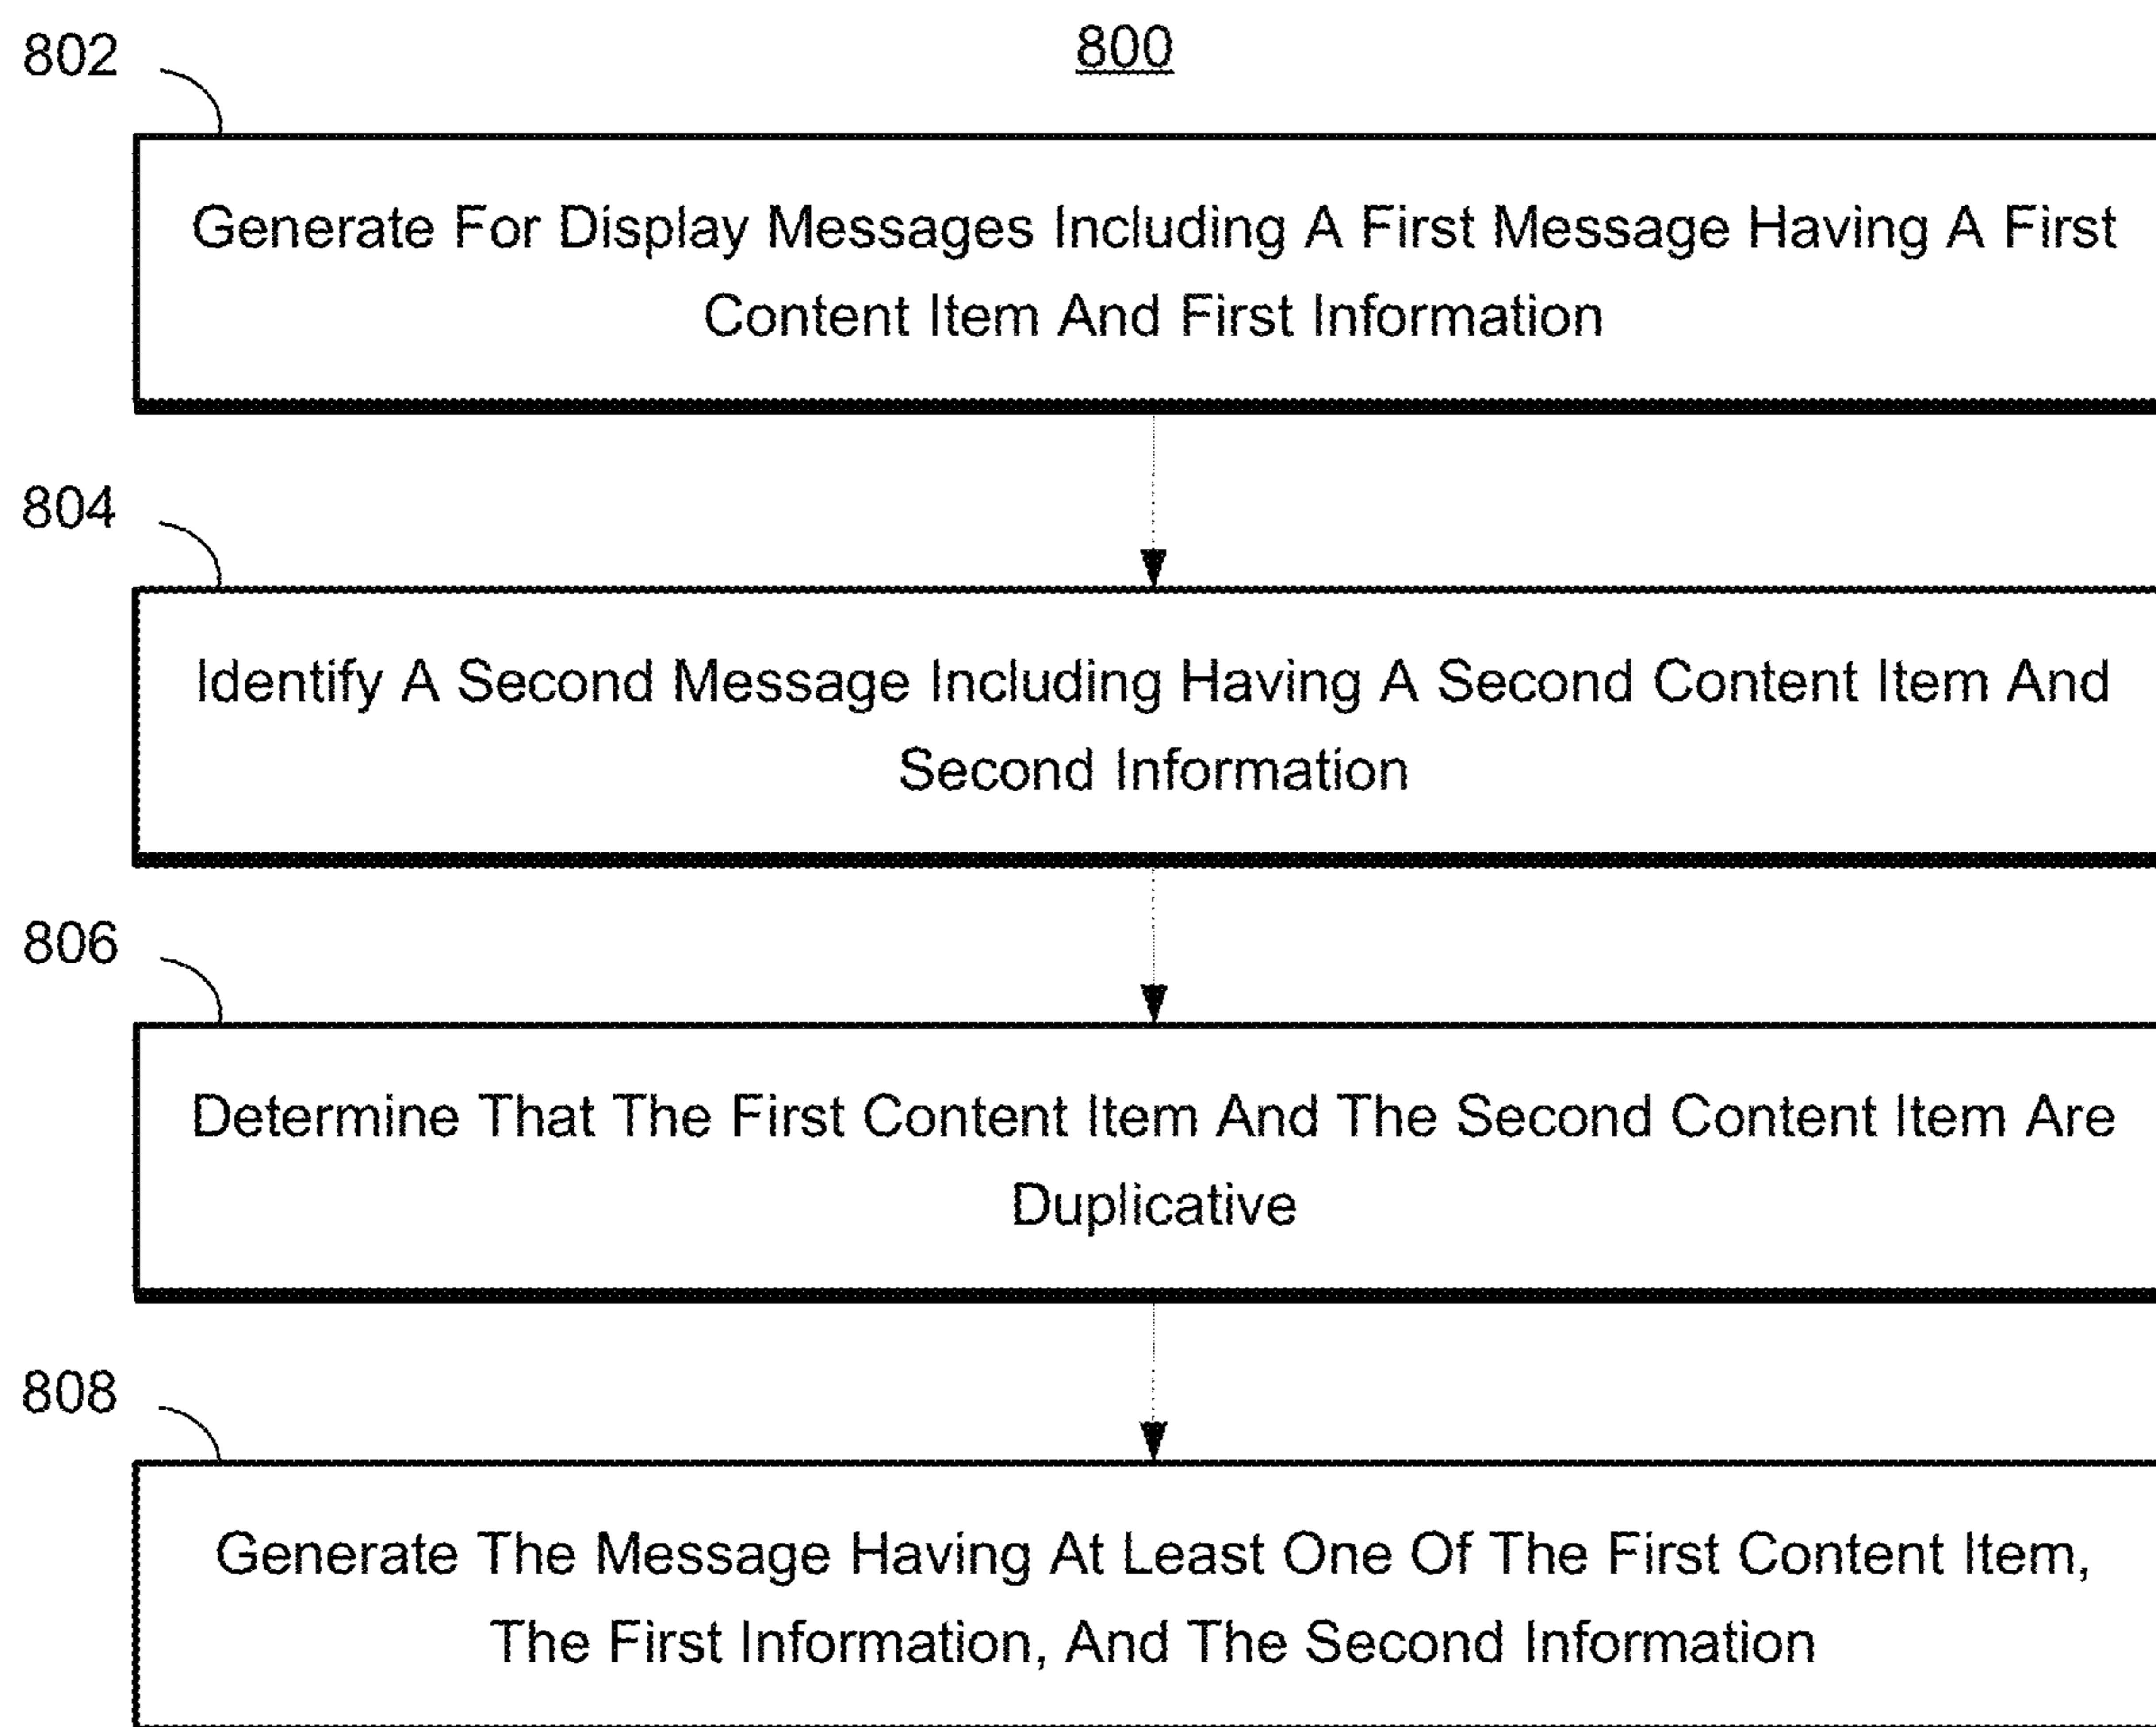 800
802
Generate For Display Messages Including A First Message Having A First
Content Item And First Information
804
Identify A Second Message Including Having A Second Content Item And
Second Information
806
Determine That The First Content Item And The Second Content Item Are
Duplicative
808
Generate The Message Having At Least One Of The First Content Item,
The First Information, And The Second Information